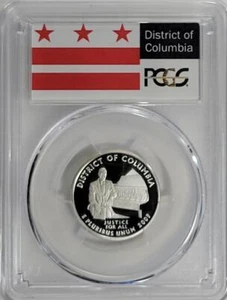 District of
Columbia
PCGS
DISTRICT OF COLUMBIA
JUSTICE
FOR ALL
E PLURIBUS UNUM 2009